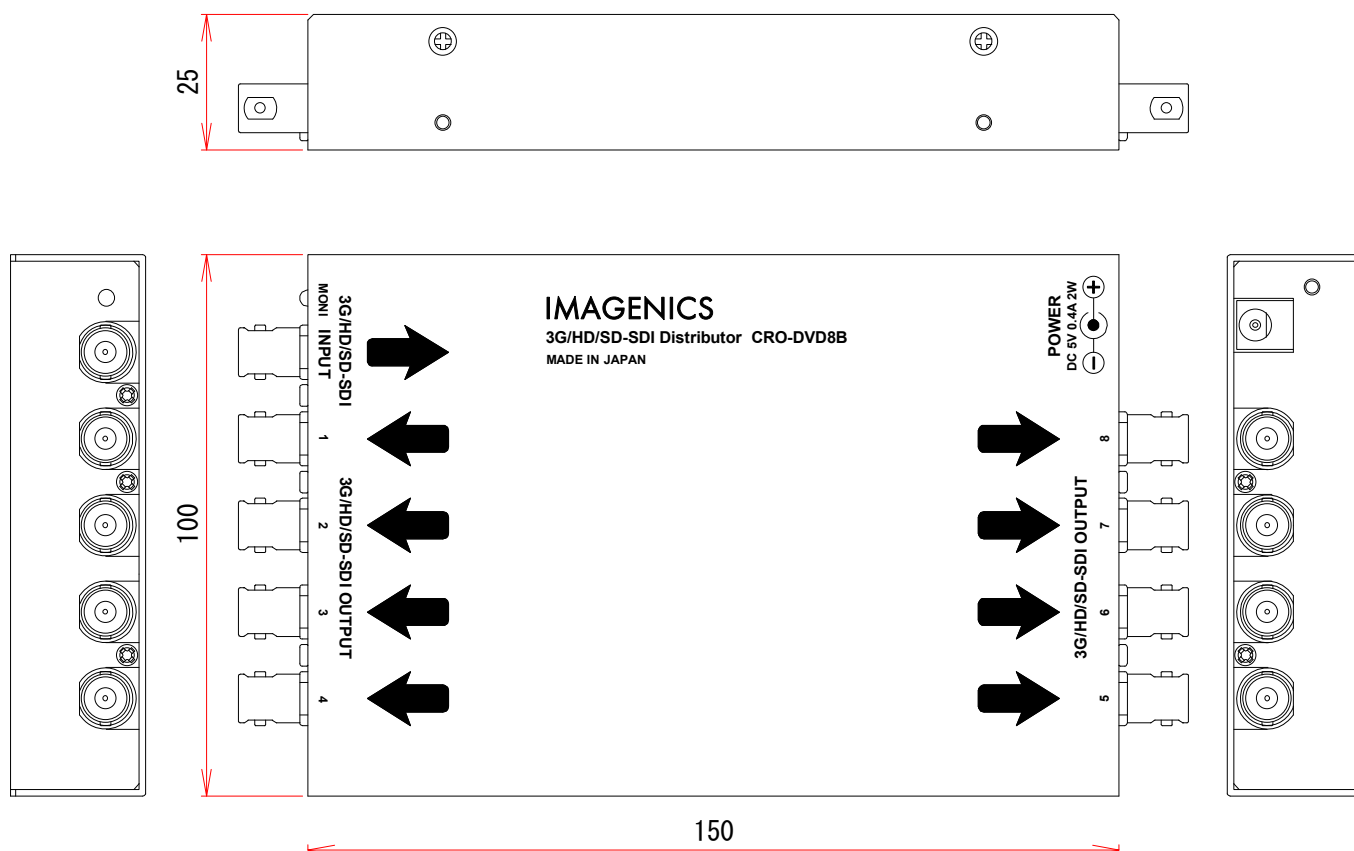 25
IMAGENICS
3G/HD/SD-SDI Distributor CRO-DVD8B
MADE IN JAPAN
3G/HD/SD-SDI
INPUT
MONI
1
2
3
4
3G/HD/SD-SDI OUTPUT
POWER
DC 5V 0.4A 2W
8
7
6
5
3G/HD/SD-SDI OUTPUT
100
150